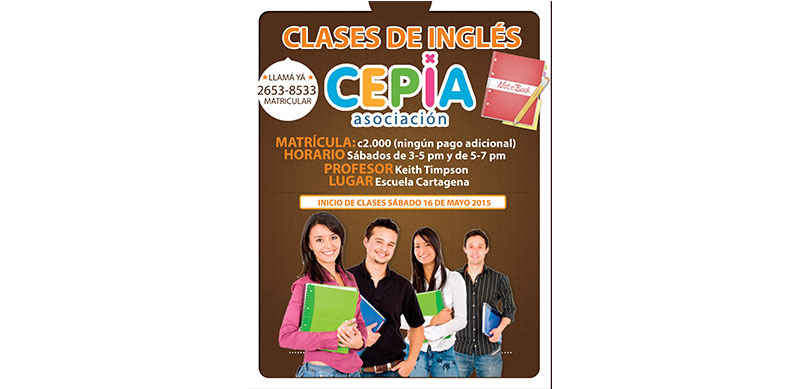 CLASES DE INGLÉS
LLAMÁ YÁ
2653-8533
MATRICULAR
CEPIA
asociación
NoteBook
MATRÍCULA: c2.000 (ningún pago adicional)
HORARIO Sábados de 3-5 pm y de 5-7 pm
PROFESOR Keith Timpson
LUGAR Escuela Cartagena
INICIO DE CLASES SÁBADO 16 DE MAYO 2015